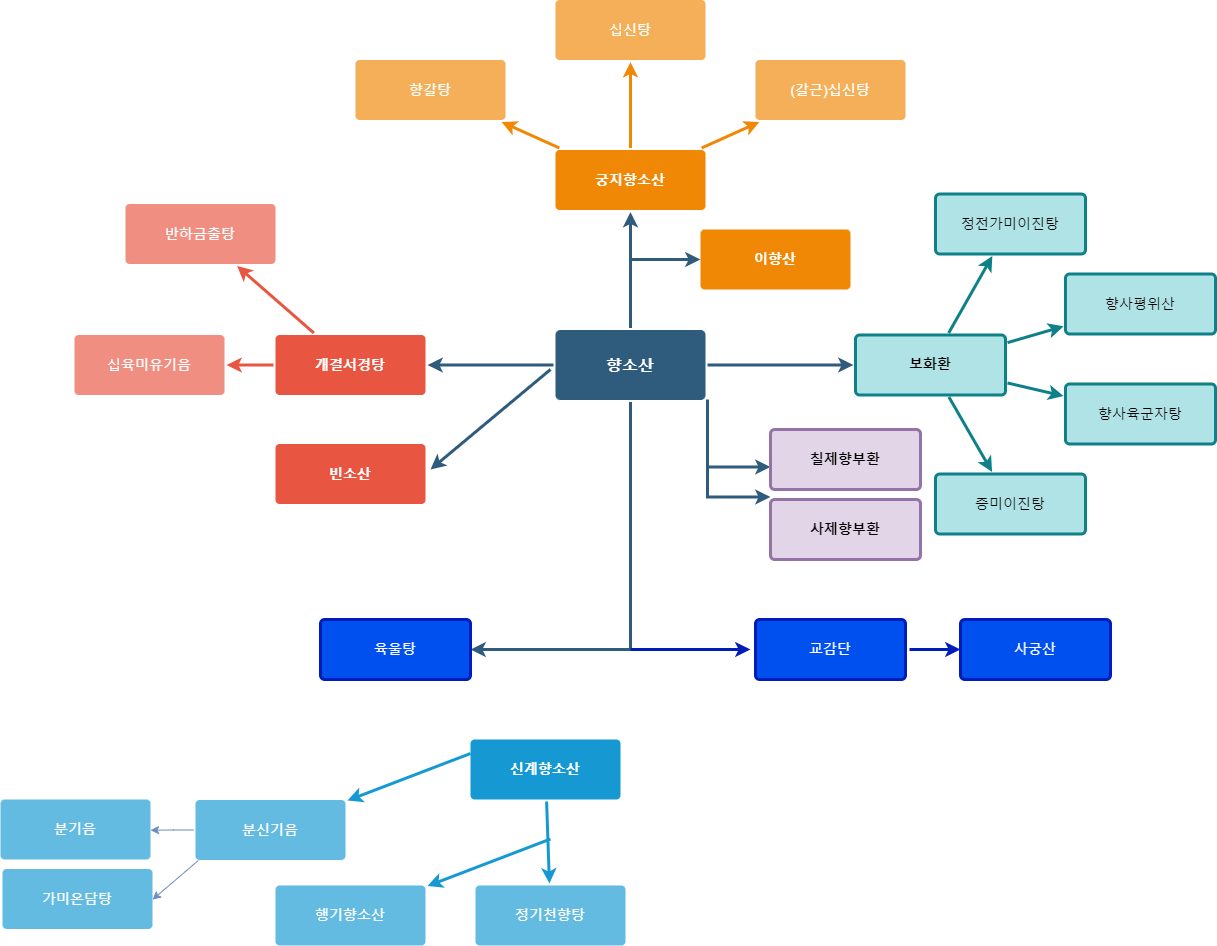 십신탕
향갈탕
(갈근)십신탕
궁지향소산
반하금출탕
정전가미이진탕
이향산
향사평위산
십육미유기음
개결서경탕
향소산
보화환
향사육군자탕
빈소산
칠제향부환
증미이진탕
사제향부환
육울탕
교감단
사궁산
신계향소산
분기음
분신기음
가미온담탕
행기향소산
정기천향탕